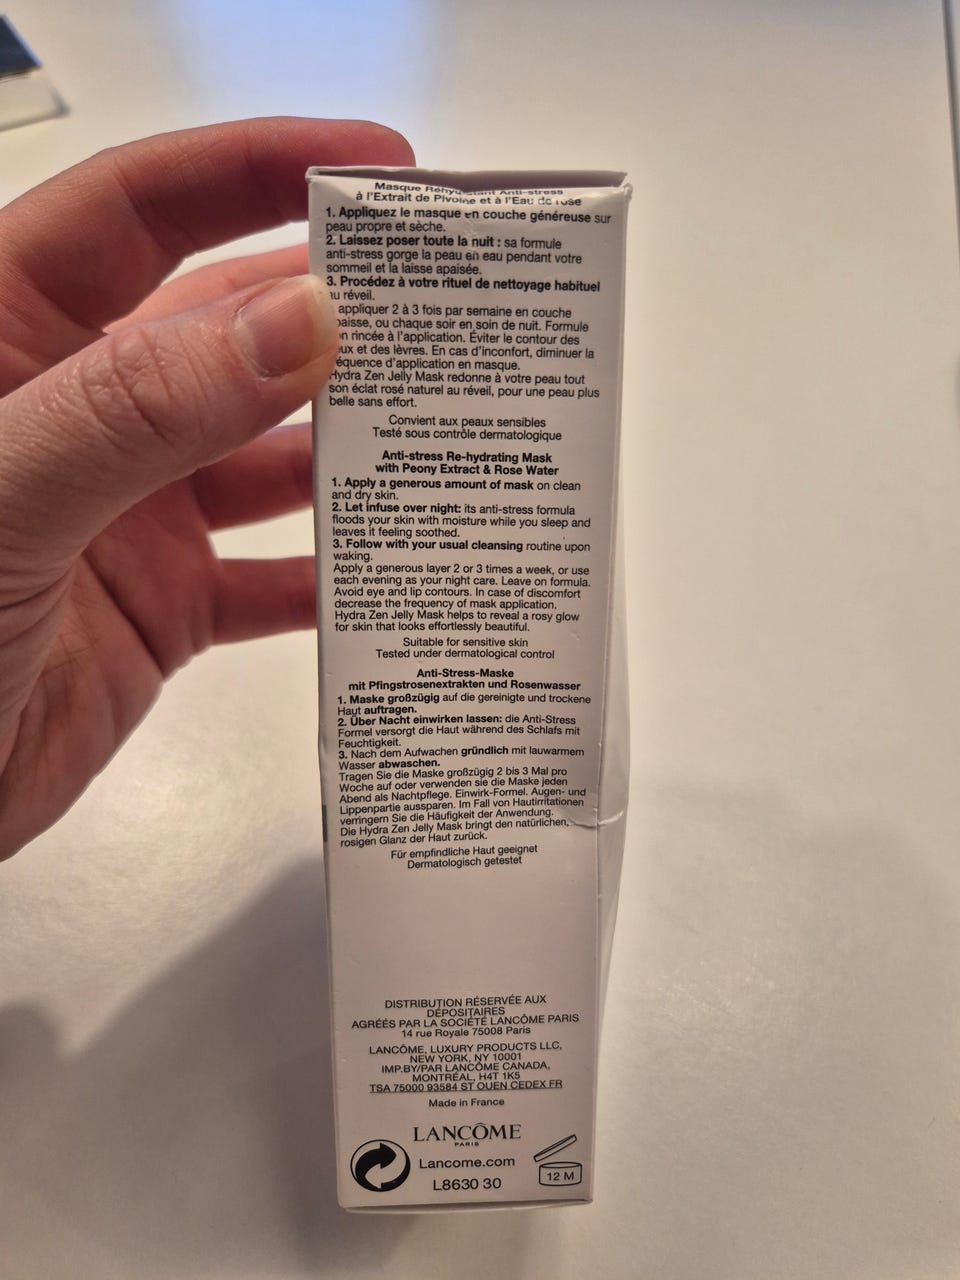 Masque Réhydratant Anti-stress
à l'Extrait de Pivoine et à l'Eau de rose
1. Appliquez le masque en couche généreuse sur
peau propre et sèche.
2. Laissez poser toute la nuit : sa formule
anti-stress gorge la peau en eau pendant votre
sommeil et la laisse apaisée.
3. Procédez à votre rituel de nettoyage habituel
au réveil.
appliquer 2 à 3 fois par semaine en couche
paisse, ou chaque soir en soin de nuit. Formule
rincée à l'application. Éviter le contour des
et des lèvres. En cas d'inconfort, diminuer la
équence d'application en masque.
Hydra Zen Jelly Mask redonne à votre peau tout
son éclat rosé naturel au réveil, pour une peau plus
belle sans effort.
Convient aux peaux sensibles
Testé sous contrôle dermatologique
Anti-stress Re-hydrating Mask
with Peony Extract & Rose Water
1. Apply a generous amount of mask on clean
and dry skin.
2. Let infuse over night: its anti-stress formula
floods your skin with moisture while you sleep and
leaves it feeling soothed.
3. Follow with your usual cleansing routine upon
waking.
Apply a generous layer 2 or 3 times a week, or use
each evening as your night care. Leave on formula.
Avoid eye and lip contours. In case of discomfort
decrease the frequency of mask application.
Hydra Zen Jelly Mask helps to reveal a rosy glow
for skin that looks effortlessly beautiful.
Suitable for sensitive skin
Tested under dermatological control
Anti-Stress-Maske
mit Pfingstrosenextrakten und Rosenwasser
1. Maske großzügig auf die gereinigte und trockene
Haut auftragen.
2. Über Nacht einwirken lassen: die Anti-Stress
Formel versorgt die Haut während des Schlafs mit
Feuchtigkeit.
3. Nach dem Aufwachen gründlich mit lauwarmem
Wasser abwaschen.
Tragen Sie die Maske großzügig 2 bis 3 Mal pro
Woche auf oder verwenden sie die Maske jeden
Abend als Nachtpflege. Einwirk-Formel. Augen- und
Lippenpartie aussparen. Im Fall von Hautirritationen
verringern Sie die Häufigkeit der Anwendung.
Die Hydra Zen Jelly Mask bringt den natürlichen,
rosigen Glanz der Haut zurück.
Für empfindliche Haut geeignet
Dermatologisch getestet
DISTRIBUTION RÉSERVÉE AUX
DÉPOSITAIRES
AGRÉÉS PAR LA SOCIÉTÉ LANCÔME PARIS
14 rue Royale 75008 Paris
LANCÔME, LUXURY PRODUCTS LLC,
NEW YORK, NY 10001
IMP.BY/PAR LANCÔME CANADA,
MONTRÉAL, H4T 1K5
TSA 75000 93584 ST OUEN CEDEX FR
Made in France
LANCÔME
PARIS
Lancome.com
L8630 30
12 M